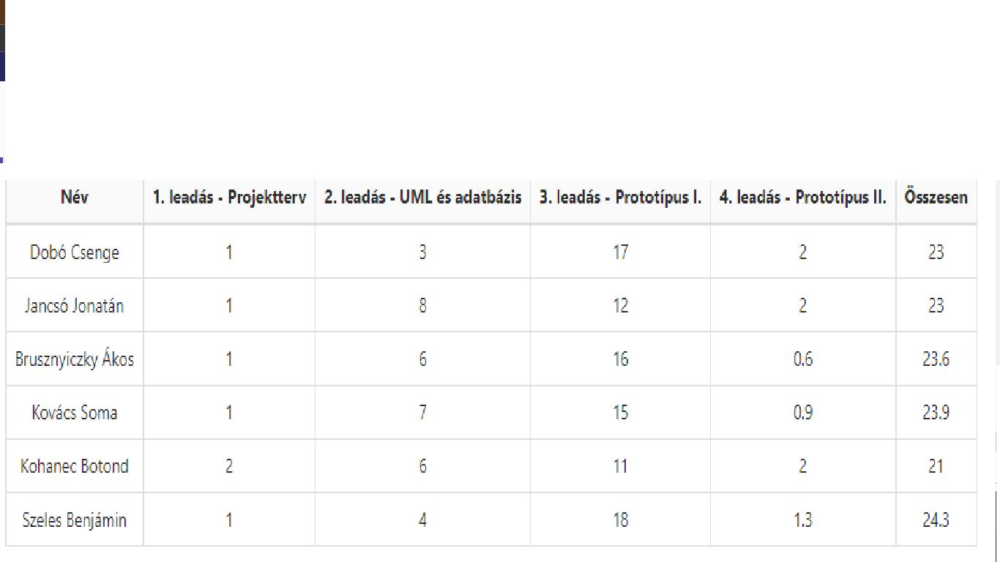 Név 1. leadás - Projektterv 2. leadás - UML és adatbázis 3. leadás - Prototípus I. 4. leadás - Prototípus II. Összesen
Dobó Csenge 1 3 17 2 23
Jancsó Jonatán 1 8 12 2 23
Brusznyiczky Ákos 1 6 16 0.6 23.6
Kovács Soma 1 7 15 0.9 23.9
Kohanec Botond 2 6 11 2 21
Szeles Benjámin 1 4 18 1.3 24.3